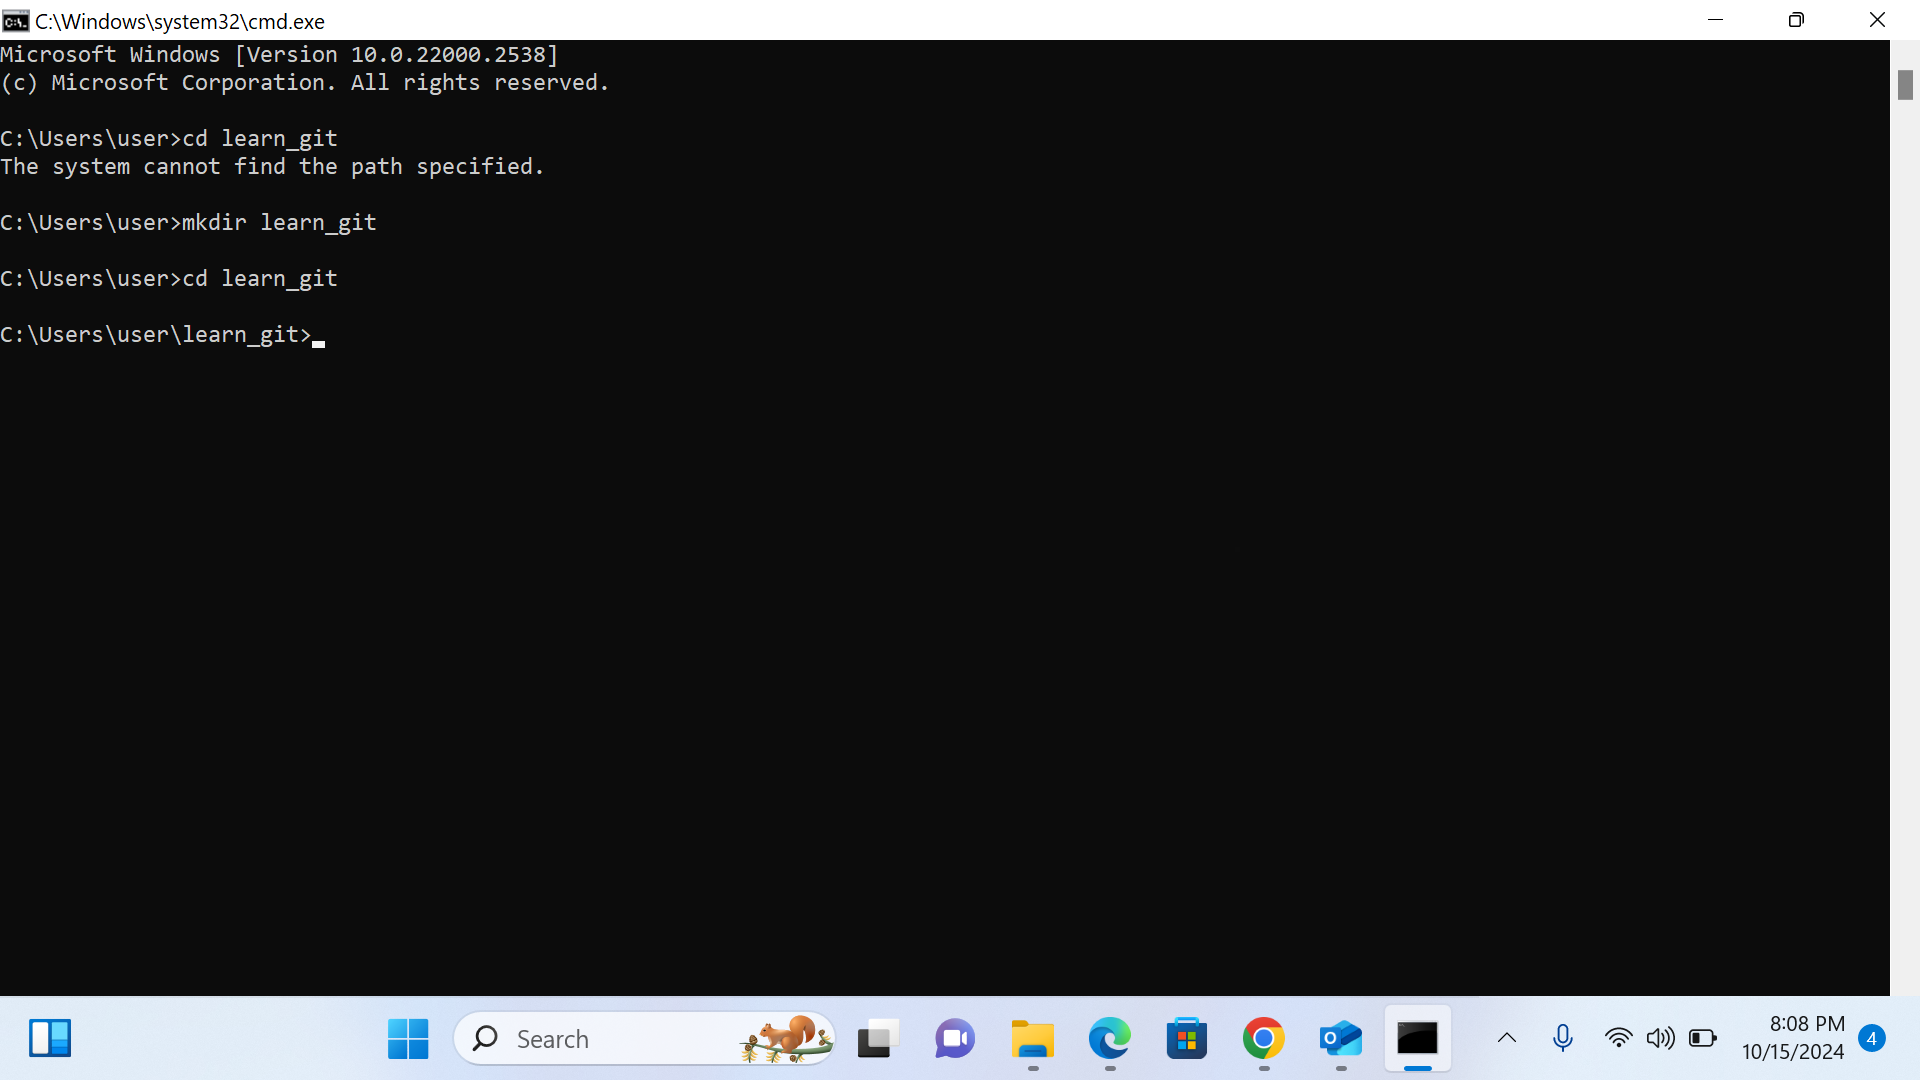 C:\Windows\system32\cmd.exe
Microsoft Windows [Version 10.0.22000.2538]
(c) Microsoft Corporation. All rights reserved.
C:\Users\user>cd learn_git
The system cannot find the path specified.
C:\Users\user>mkdir learn_git
C:\Users\user>cd learn_git
C:\Users\user\learn_git>
Search
8:08 PM
10/15/2024
4